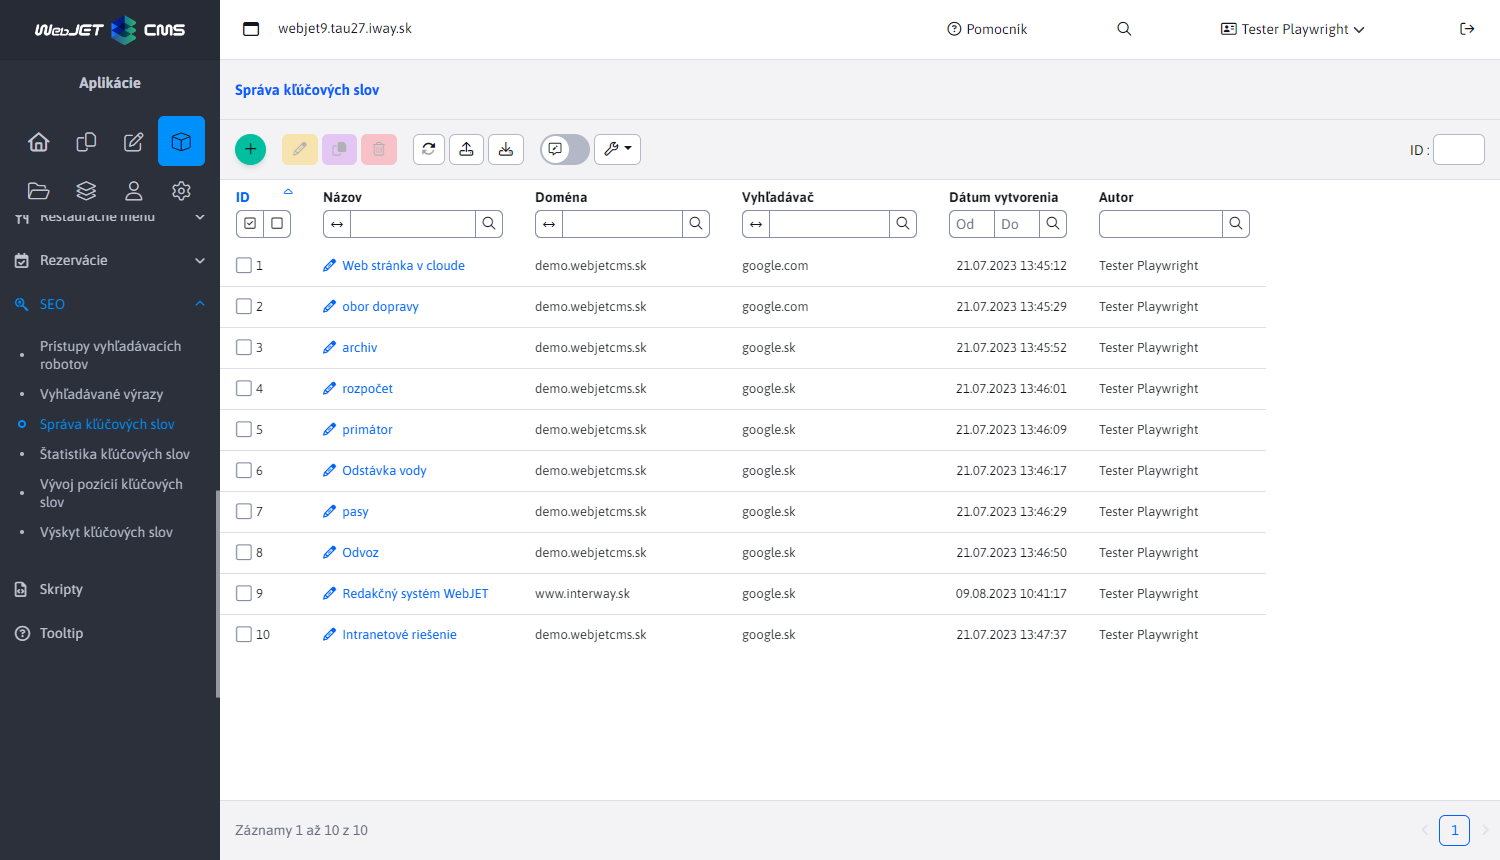 WebJET CMS
webjet9.tau27.iway.sk
Pomocník
Tester Playwright
Aplikácie
Reštauračné menu
Rezervácie
SEO
Prístupy vyhľadávacích
robotov
Vyhľadávané výrazy
Správa kľúčových slov
Štatistika kľúčových slov
Vývoj pozícií kľúčových
slov
Výskyt kľúčových slov
Skripty
Tooltip
Správa kľúčových slov
ID :
ID Názov Doména Vyhľadávač Dátum vytvorenia Autor
Od Do
1 Web stránka v cloude demo.webjetcms.sk google.com 21.07.2023 13:45:12 Tester Playwright
2 obor dopravy demo.webjetcms.sk google.com 21.07.2023 13:45:29 Tester Playwright
3 archiv demo.webjetcms.sk google.sk 21.07.2023 13:45:52 Tester Playwright
4 rozpočet demo.webjetcms.sk google.sk 21.07.2023 13:46:01 Tester Playwright
5 primátor demo.webjetcms.sk google.sk 21.07.2023 13:46:09 Tester Playwright
6 Odstávka vody demo.webjetcms.sk google.sk 21.07.2023 13:46:17 Tester Playwright
7 pasy demo.webjetcms.sk google.sk 21.07.2023 13:46:29 Tester Playwright
8 Odvoz demo.webjetcms.sk google.sk 21.07.2023 13:46:50 Tester Playwright
9 Redakčný systém WebJET www.interway.sk google.sk 09.08.2023 10:41:17 Tester Playwright
10 Intranetové riešenie demo.webjetcms.sk google.sk 21.07.2023 13:47:37 Tester Playwright
Záznamy 1 až 10 z 10
1